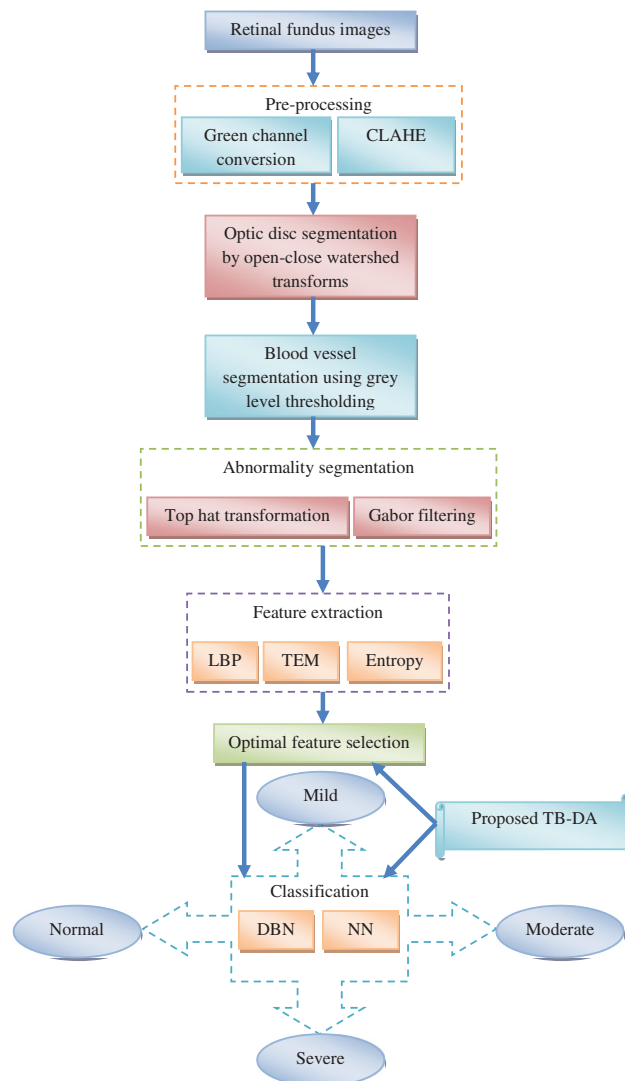 Retinal fundus images
Pre-processing
Green channel
conversion
CLAHE
Optic disc segmentation
by open-close watershed
transforms
Blood vessel
segmentation using grey
level thresholding
Abnormality segmentation
Top hat transformation
Gabor filtering
Feature extraction
LBP
TEM
Entropy
Optimal feature selection
Mild
Proposed TB-DA
Classification
Normal
DBN
NN
Moderate
Severe